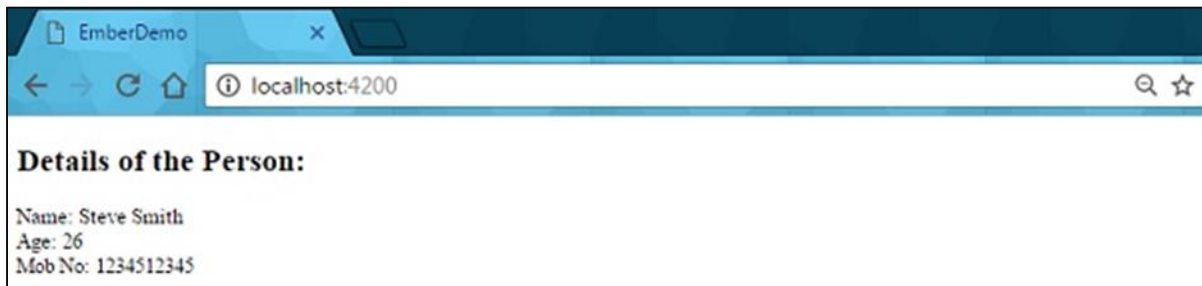 EmberDemo
localhost:4200
Details of the Person:
Name: Steve Smith
Age: 26
Mob No: 1234512345